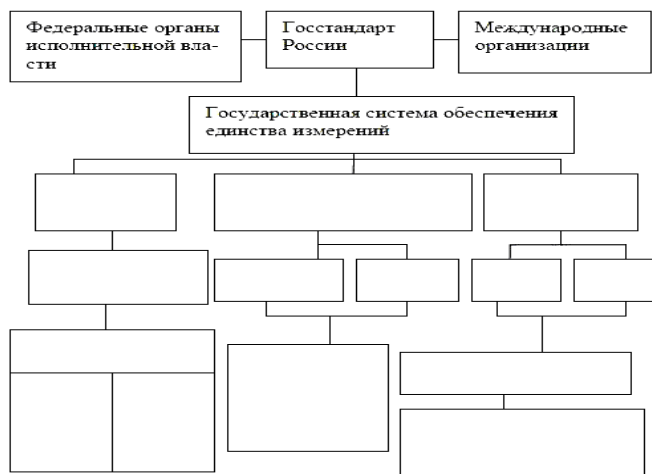 Федеральные органы
исполнительной вла-
сти
Госстандарт
России
Международные
организации
Государственная система обеспечения
единства измерений